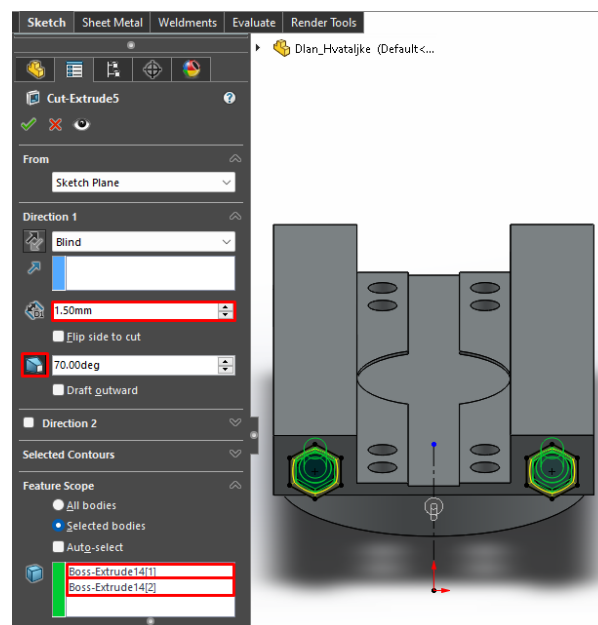 Sketch Sheet Metal Weldments Evaluate Render Tools
Dlan_Hvataljke (Default<...
Cut-Extrude5
?
From
Sketch Plane
Direction 1
Blind
1.50mm
Flip side to cut
70.00deg
Draft outward
Direction 2
Selected Contours
Feature Scope
All bodies
Selected bodies
Auto-select
Boss-Extrude14[1]
Boss-Extrude14[2]